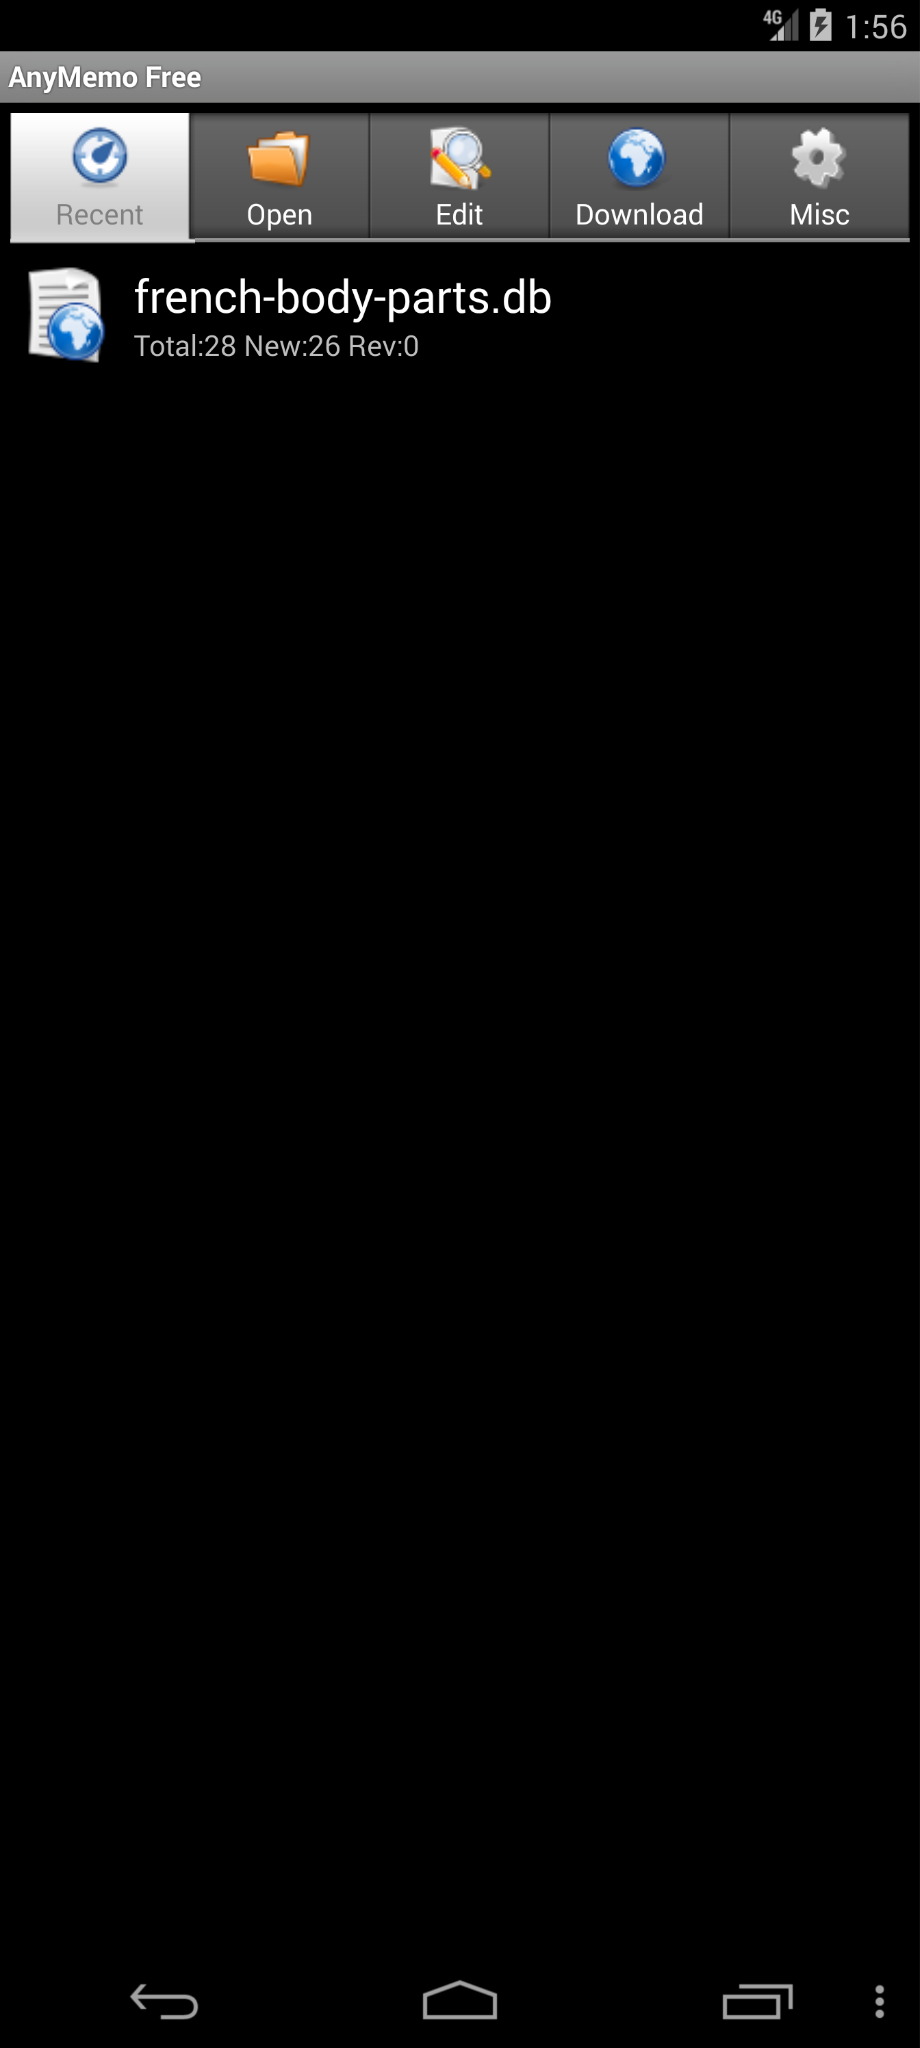 4G 1:56
AnyMemo Free
Recent Open Edit Download Misc
french-body-parts.db
Total:28 New:26 Rev:0